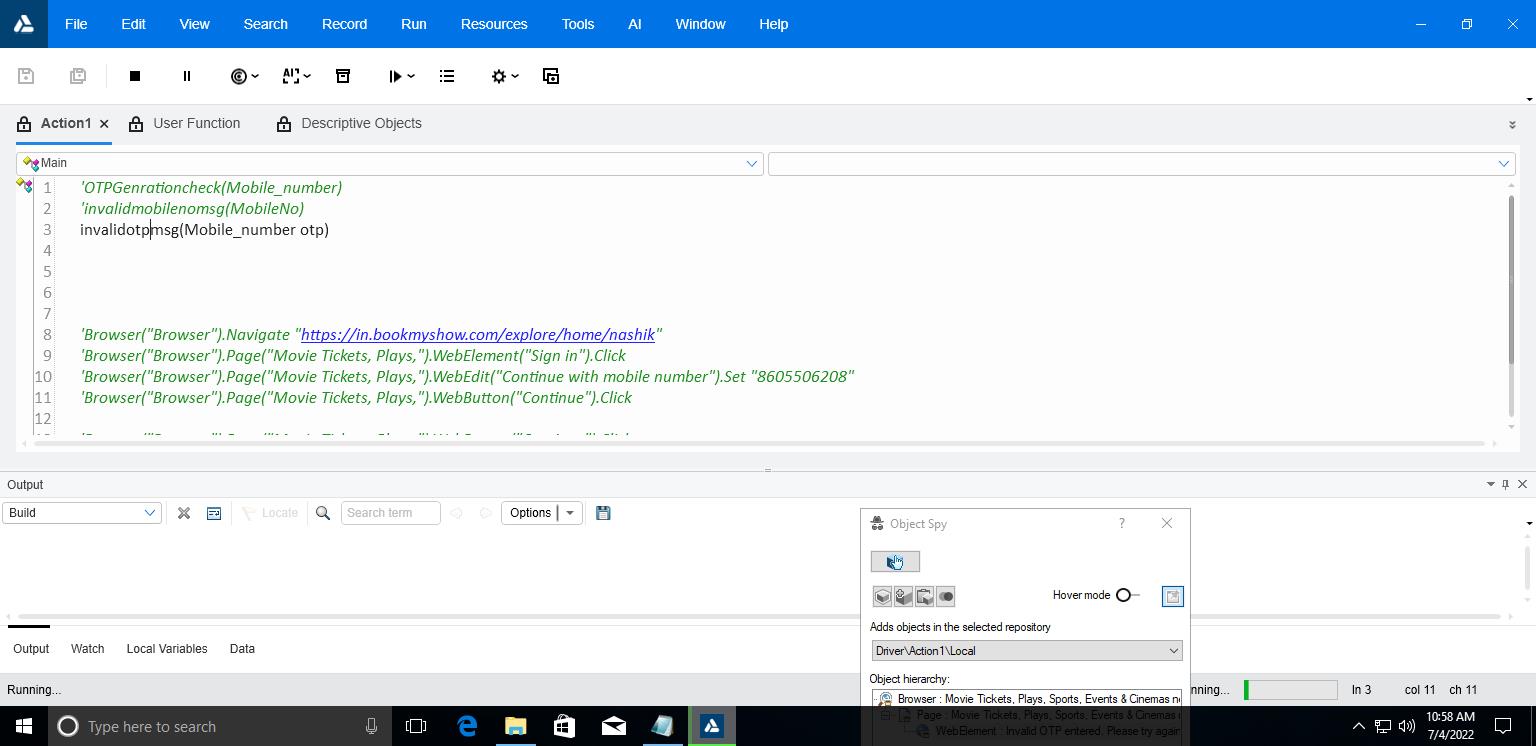 File Edit View Search Record Run Resources Tools AI Window Help
Action1 User Function Descriptive Objects
Main
1 'OTPGenrationcheck(Mobile_number)
2 'invalidmobilenomsg(MobileNo)
3 invalidotpmsg(Mobile_number otp)
4
5
6
7
8 'Browser("Browser").Navigate "https://in.bookmyshow.com/explore/home/nashik"
9 'Browser("Browser").Page("Movie Tickets, Plays,").WebElement("Sign in").Click
10 'Browser("Browser").Page("Movie Tickets, Plays,").WebEdit("Continue with mobile number").Set "8605506208"
11 'Browser("Browser").Page("Movie Tickets, Plays,").WebButton("Continue").Click
12
Output
Build Locate Search term Options
Object Spy ?
Hover mode
Adds objects in the selected repository
Driver\Action1\Local
Object hierarchy:
Browser : Movie Tickets, Plays, Sports, Events & Cinemas
Page : Movie Tickets, Plays, Sports, Events & Cinemas
WebElement : Invalid OTP entered. Please try again
Output Watch Local Variables Data
Running... nning... ln 3 col 11 ch 11
Type here to search
10:58 AM
7/4/2022